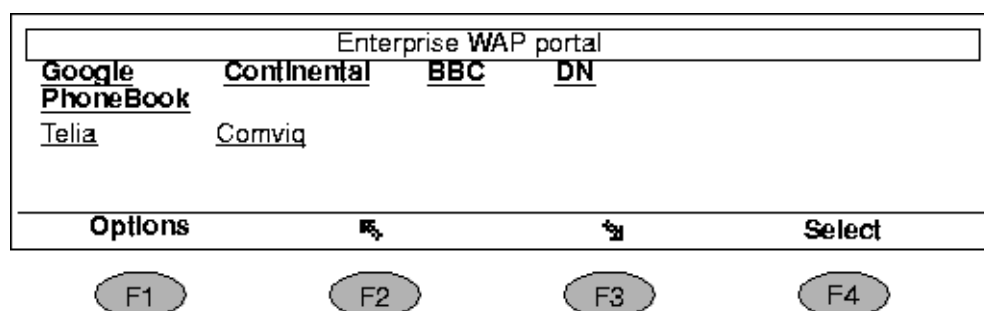 Enterprise WAP portal
Google Continental BBC DN
PhoneBook
Telia Comviq
Options Select
F1 F2 F3 F4